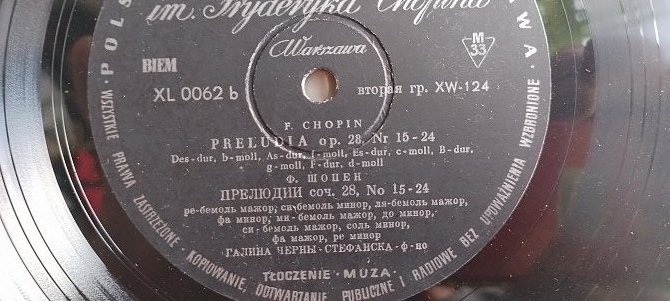 im. Fryderyka Chopina
Warszawa
M
33
BIEM
XL 0062 b
вторая гр. XW-124
F. CHOPIN
PRELUDIA op. 28, Nr 15-24
Des-dur, b-moll, As-dur, f-moll, Es-dur, c-moll, B-dur,
g-moll, F-dur, d-moll
Ф. ШОПЕН
ПРЕЛЮДИИ соч. 28, No 15-24
ре-бемоль мажор, си-бемоль минор, ля-бемоль мажор,
фа минор, ми-бемоль мажор, до минор,
си-бемоль мажор, соль минор,
фа мажор, ре минор
ГАЛИНА ЧЕРНЫ-СТЕФАНСКА-ф-по
TŁOCZENIE "MUZA"
WSZYSTKIE PRAWA ZASTRZEŻONE · KOPIOWANIE, ODTWARZANIE PUBLICZNE I RADIOWE BEZ UPOWAŻNIENIA WZBRONIONE